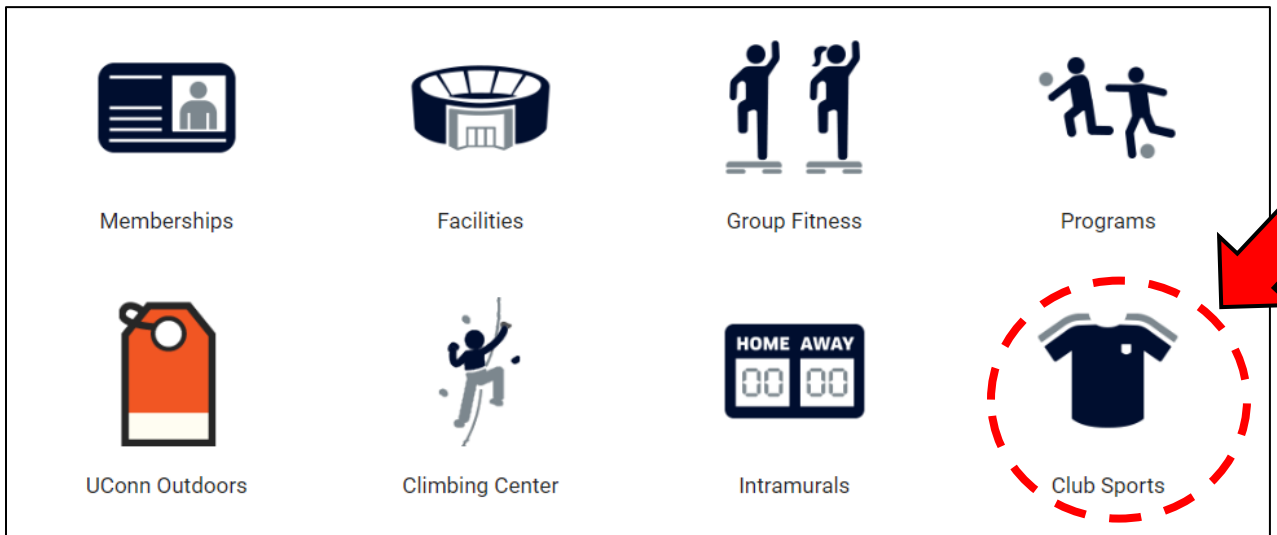 Memberships
Facilities
Group Fitness
Programs
HOME AWAY
00 00
UConn Outdoors
Climbing Center
Intramurals
Club Sports